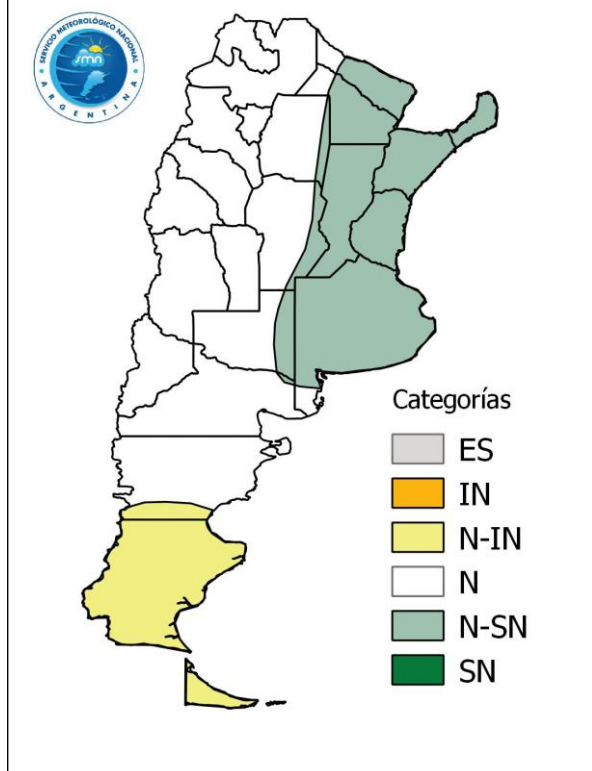 SERVICIO METEOROLÓGICO NACIONAL
smn
ARGENTINA
Categorías
ES
IN
N-IN
N
N-SN
SN